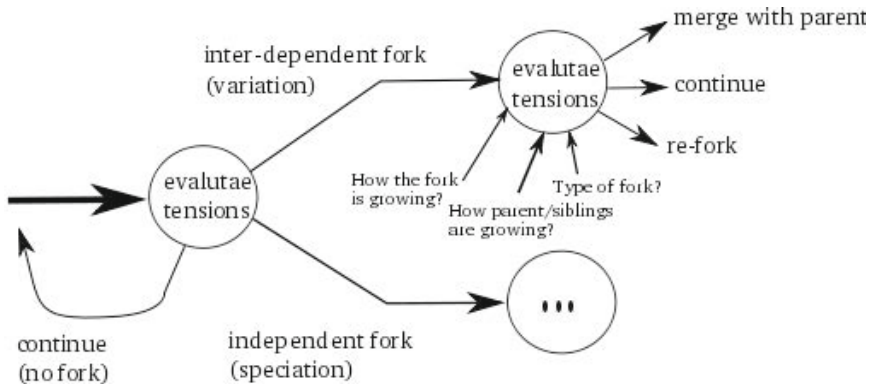 merge with parent
inter-dependent fork
(variation)
evalutae
tensions
continue
re-fork
evalutae
tensions
How the fork
is growing?
Type of fork?
How parent/siblings
are growing?
...
independent fork
(speciation)
continue
(no fork)